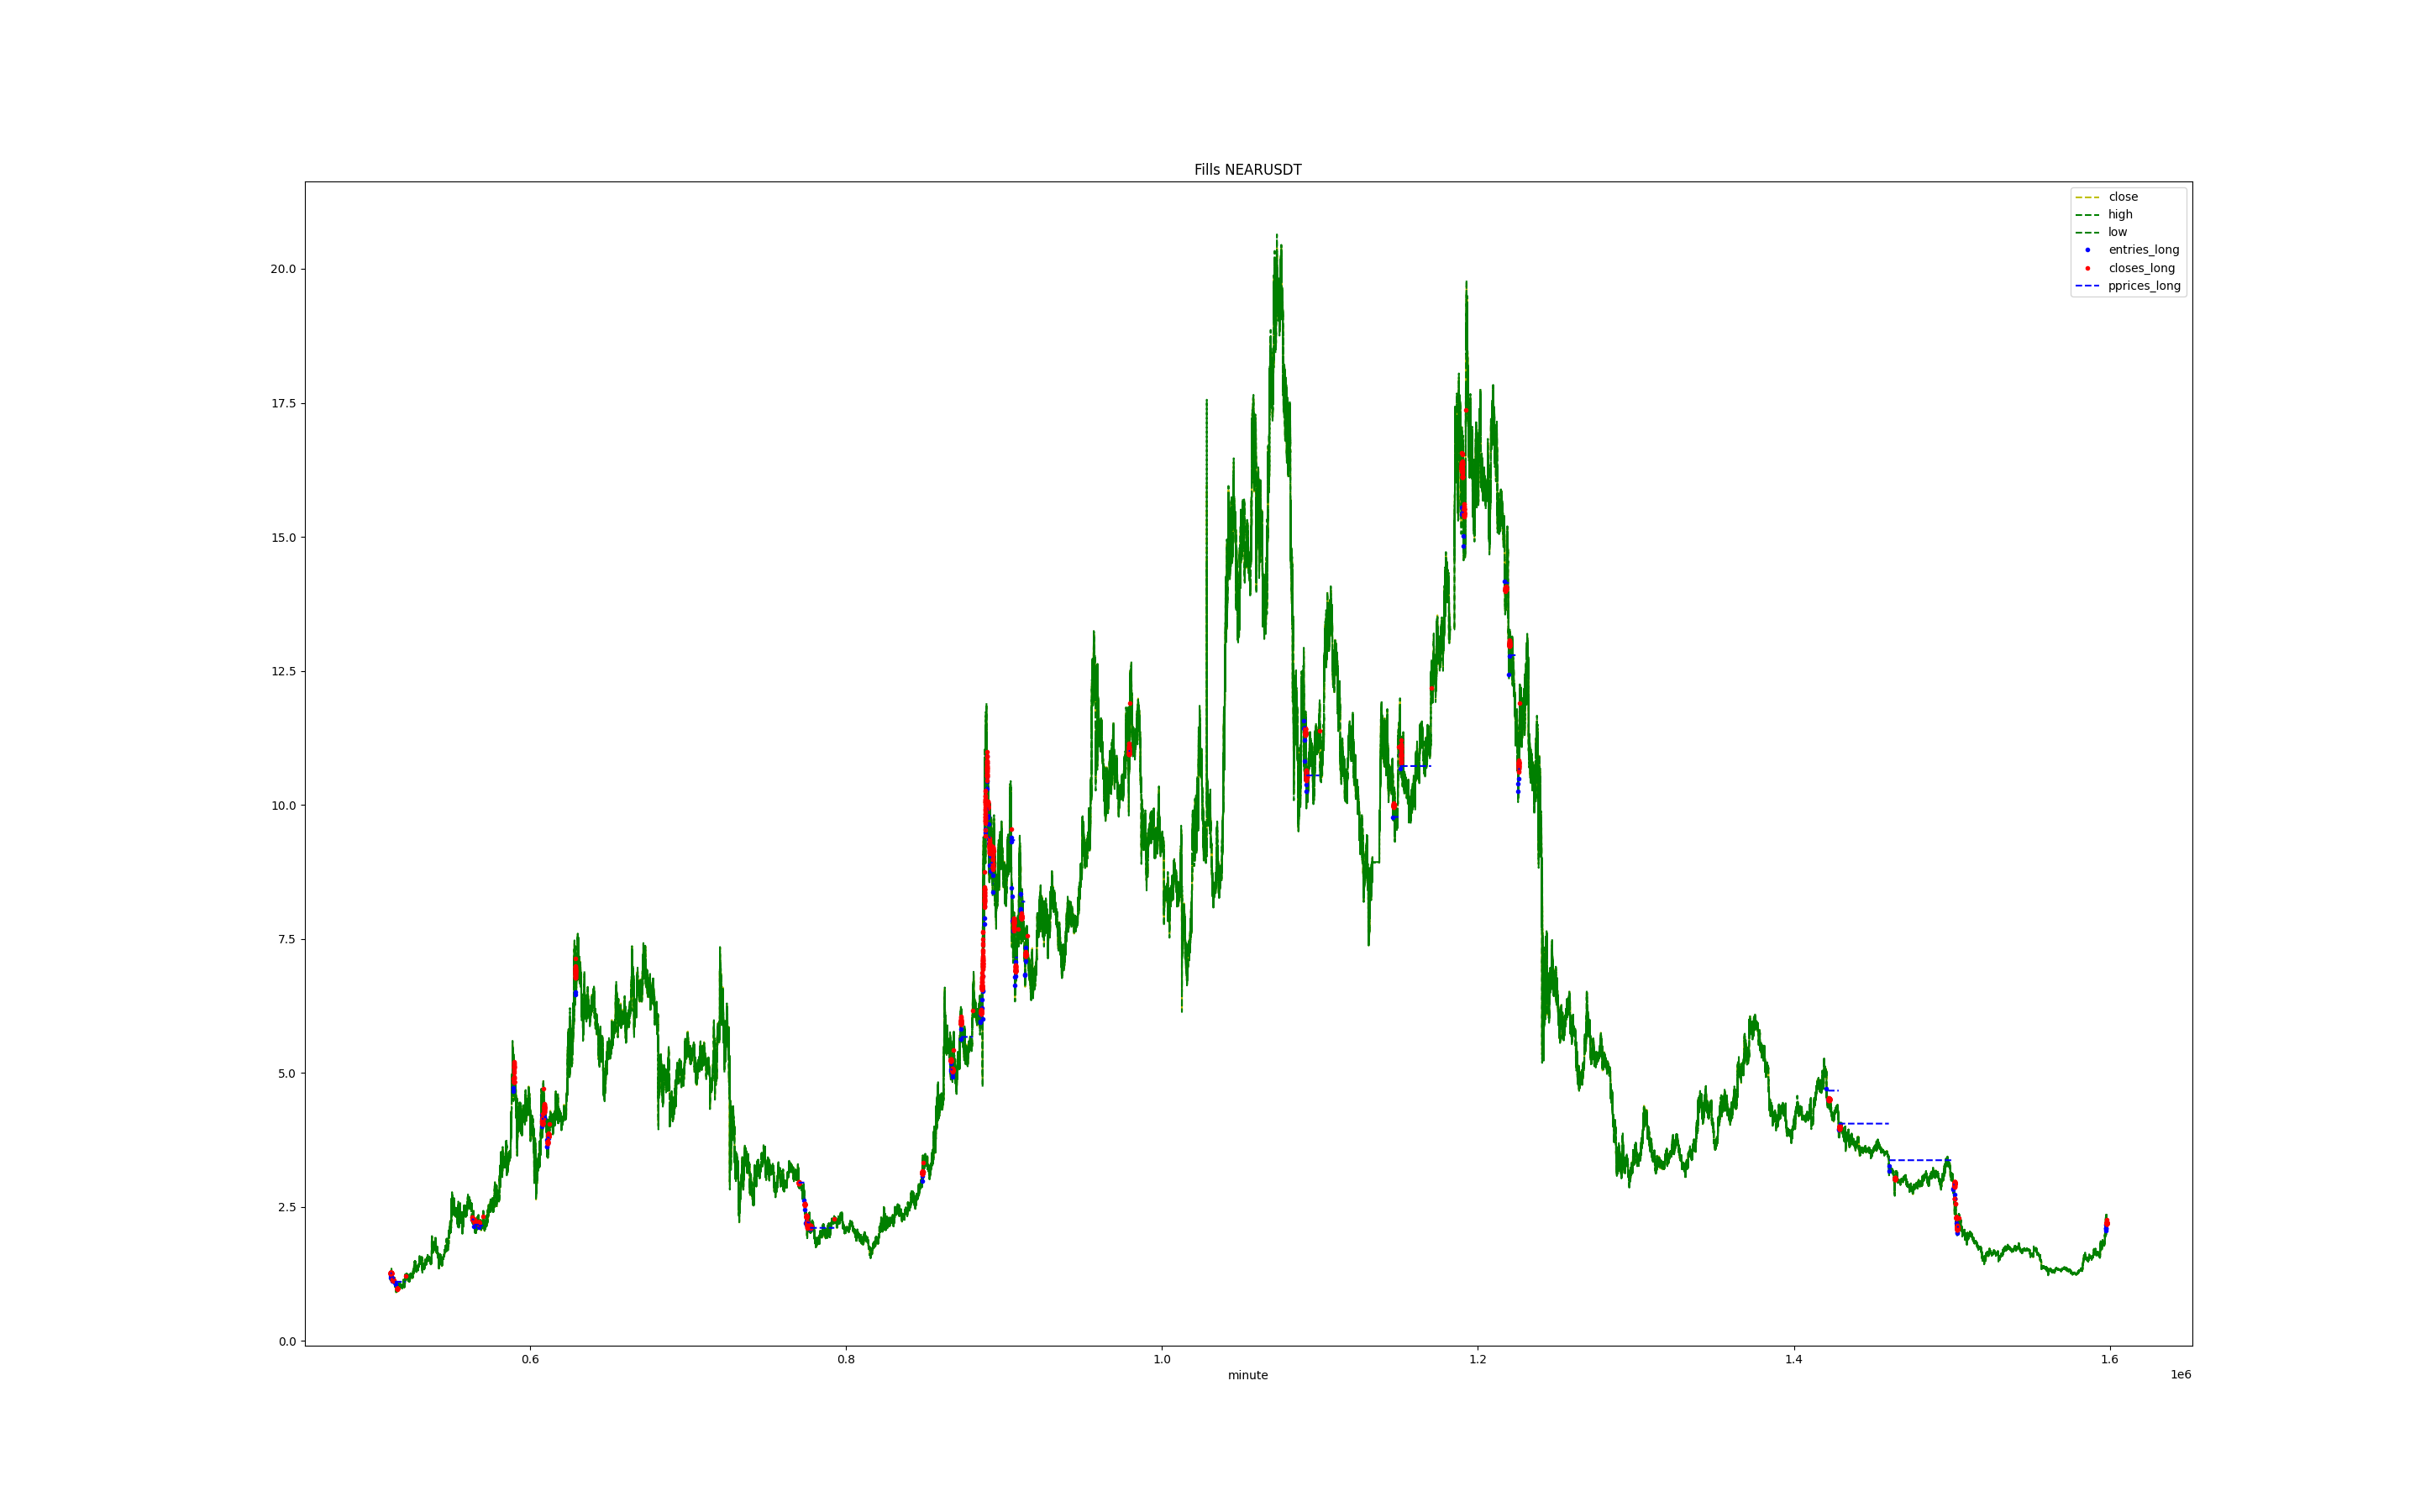 Fills NEARUSDT
close
high
low
entries_long
closes_long
pprices_long
20.0
17.5
15.0
12.5
10.0
7.5
5.0
2.5
0.0
0.6 0.8 1.0 1.2 1.4 1.6
minute
1e6